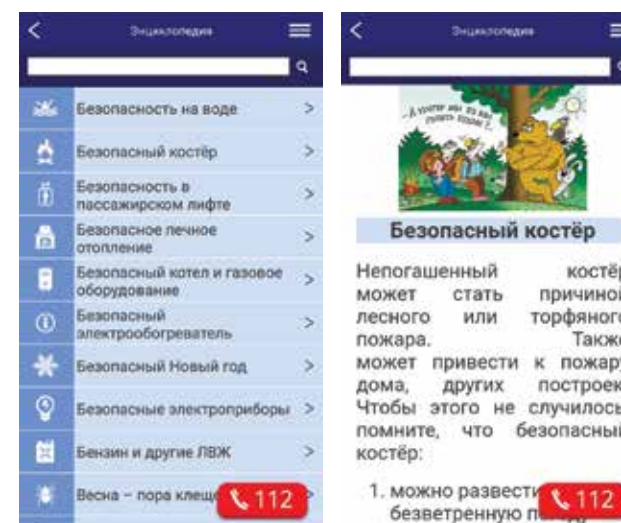 Энциклопедия
Безопасность на воде
Безопасный костёр
Безопасность в
пассажирском лифте
Безопасное печное
отопление
Безопасный котел и газовое
оборудование
Безопасный
электрообогреватель
Безопасный Новый год
Безопасные электроприборы
Бензин и другие ЛВЖ
Весна – пора клещ
112
Энциклопедия
Безопасный костёр
Непогашенный костёр
может стать причиной
лесного или торфяного
пожара. Также
может привести к пожару
дома, других построек.
Чтобы этого не случилось
помните, что безопасный
костёр:
1. можно развести
безветренную
112